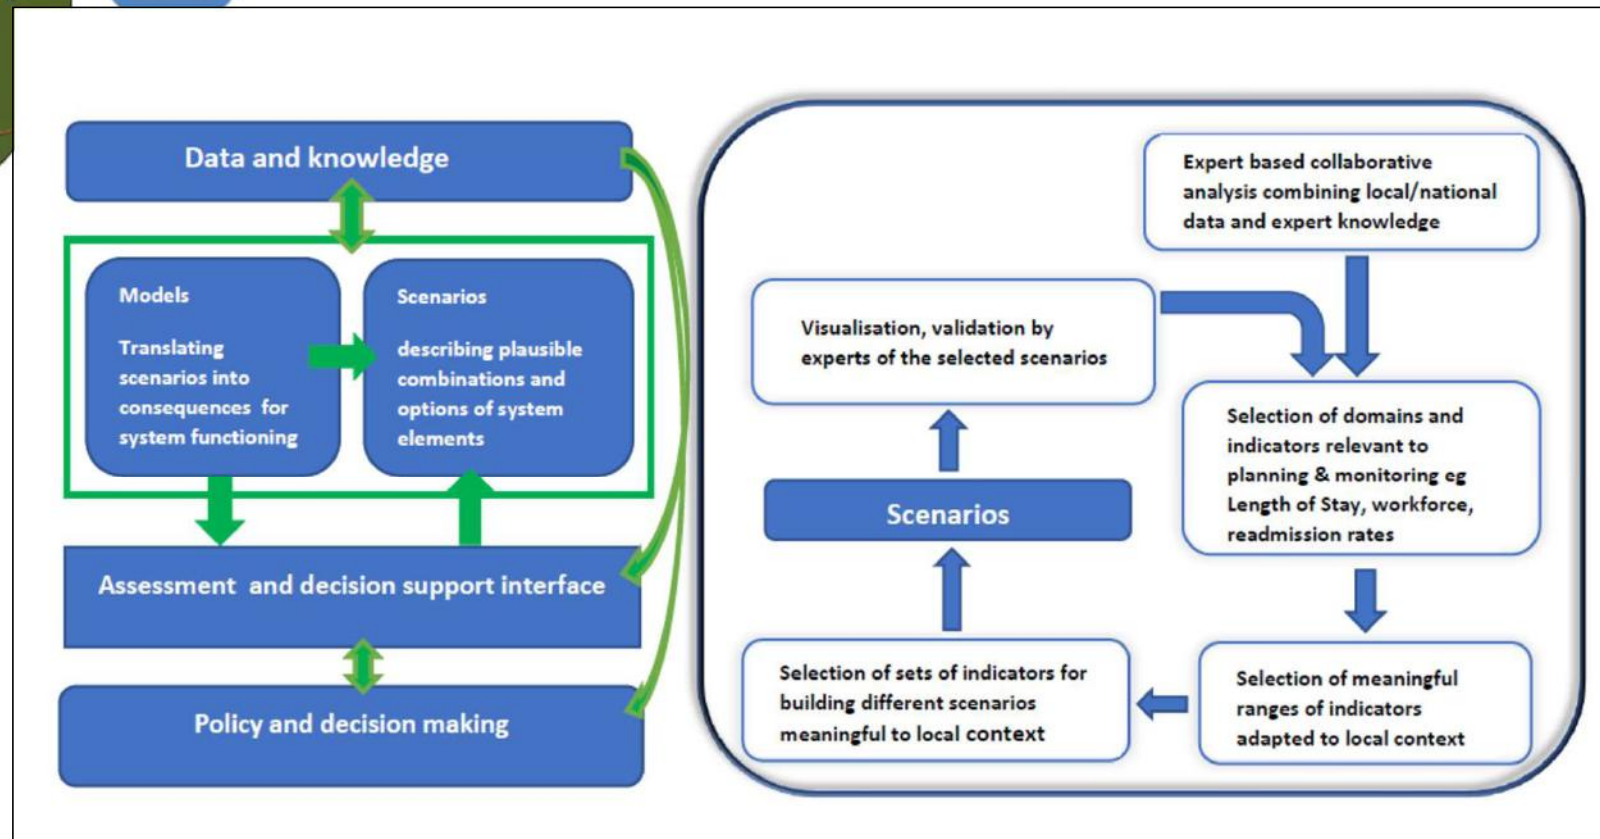 Data and knowledge
Models
Translating
scenarios into
consequences for
system functioning
Scenarios
describing plausible
combinations and
options of system
elements
Assessment and decision support interface
Policy and decision making
Expert based collaborative
analysis combining local/national
data and expert knowledge
Visualisation, validation by
experts of the selected scenarios
Selection of domains and
indicators relevant to
planning & monitoring eg
Length of Stay, workforce,
readmission rates
Scenarios
Selection of sets of indicators for
building different scenarios
meaningful to local context
Selection of meaningful
ranges of indicators
adapted to local context